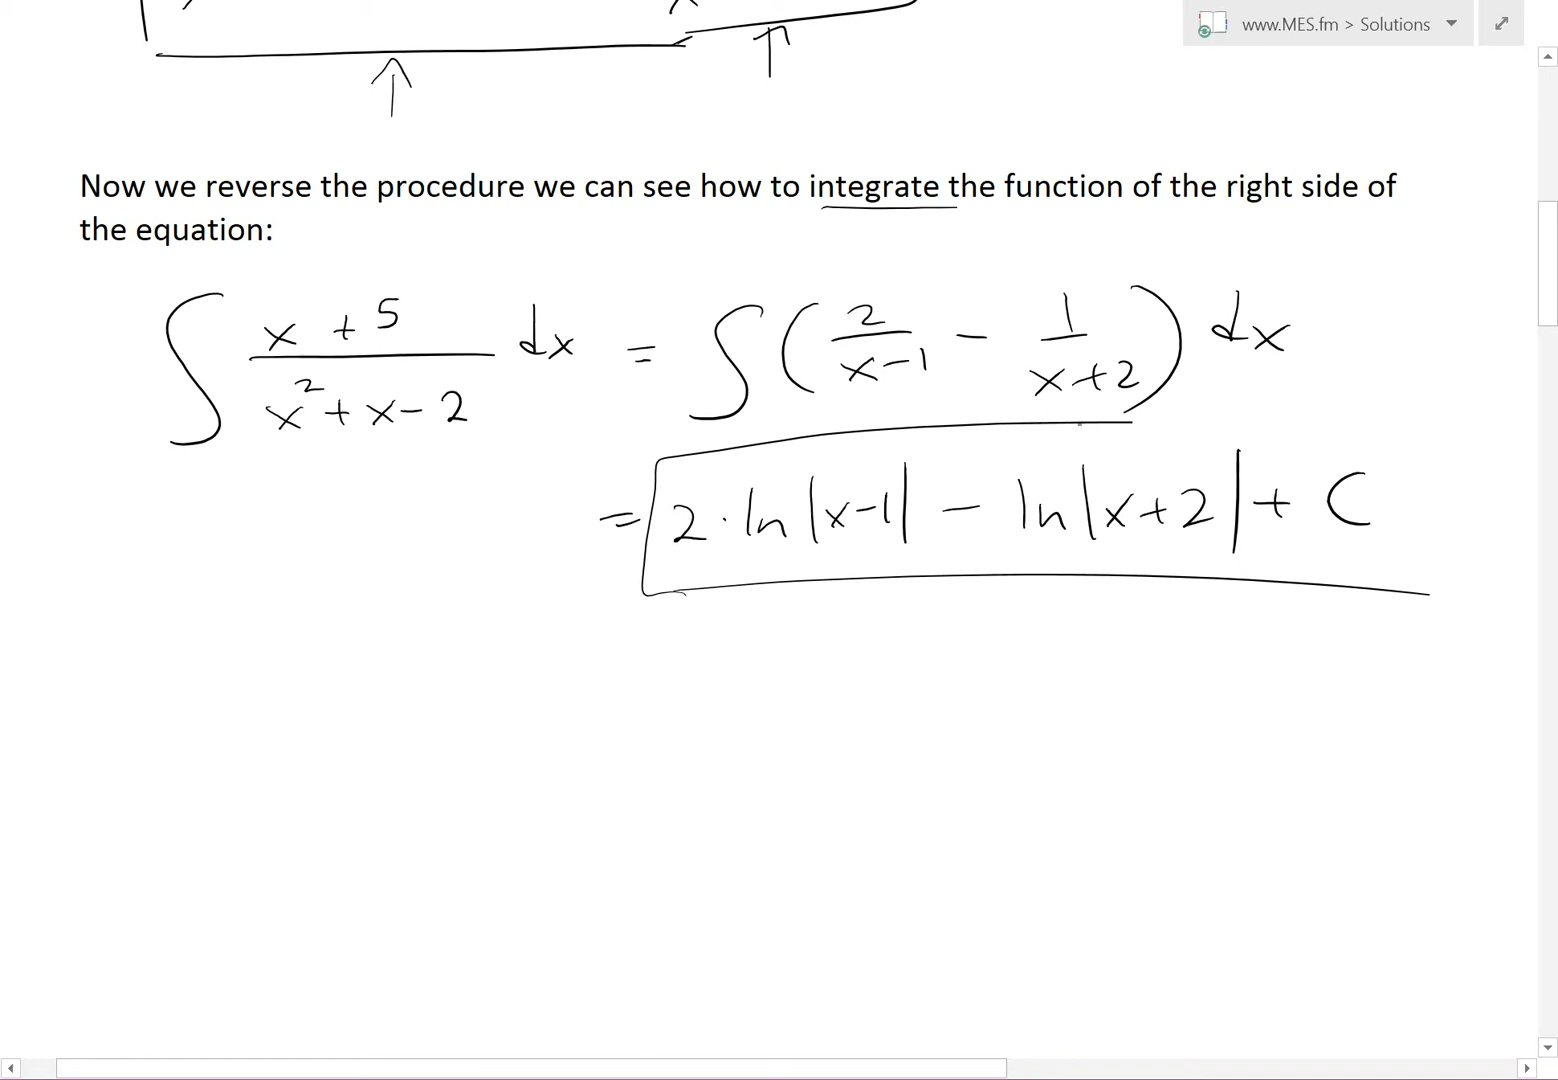 www.MES.fm > Solutions
Now we reverse the procedure we can see how to integrate the function of the right side of
the equation:
∫ (x + 5)/(x² + x - 2) dx = ∫ (2/(x-1) - 1/(x+2)) dx
= 2 · ln|x-1| - ln|x+2| + C